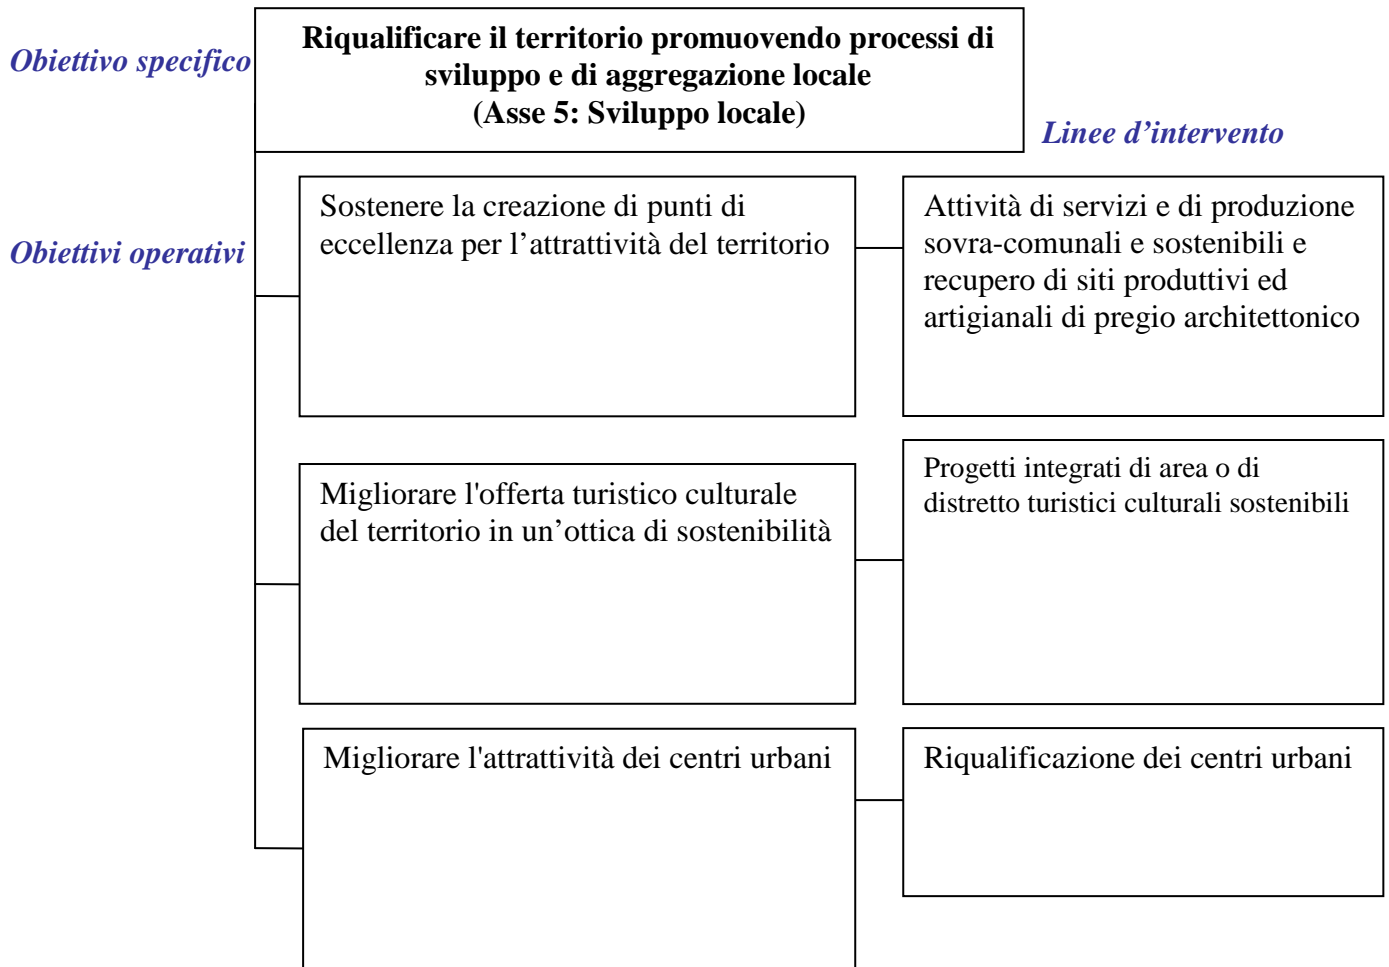 Obiettivo specifico
Riqualificare il territorio promuovendo processi di
sviluppo e di aggregazione locale
(Asse 5: Sviluppo locale)
Linee d’intervento
Obiettivi operativi
Sostenere la creazione di punti di
eccellenza per l’attrattività del territorio
Attività di servizi e di produzione
sovra-comunali e sostenibili e
recupero di siti produttivi ed
artigianali di pregio architettonico
Migliorare l'offerta turistico culturale
del territorio in un’ottica di sostenibilità
Progetti integrati di area o di
distretto turistici culturali sostenibili
Migliorare l'attrattività dei centri urbani
Riqualificazione dei centri urbani